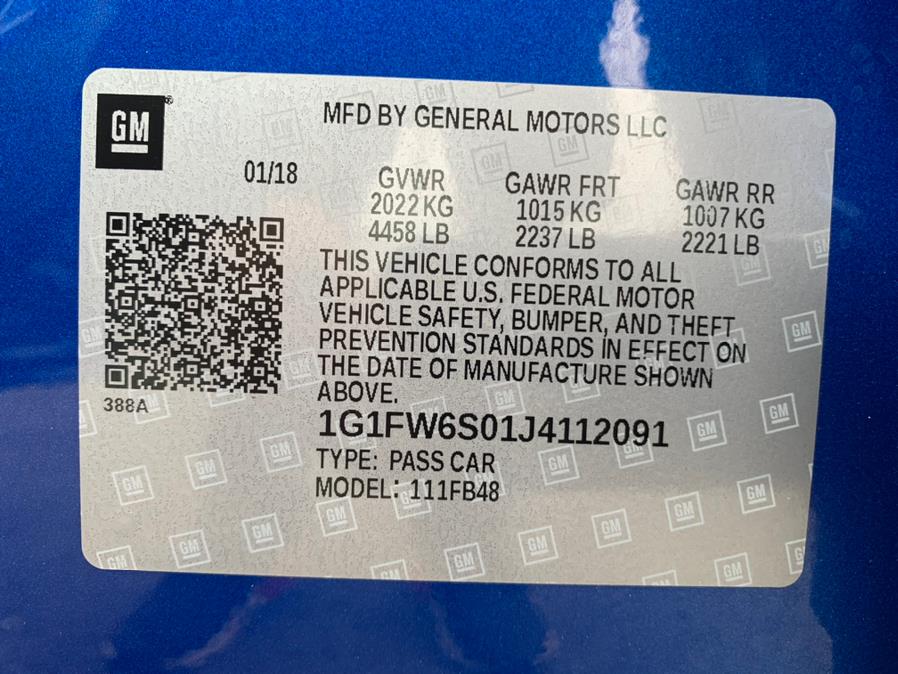 GM
MFD BY GENERAL MOTORS LLC
01/18
GVWR GAWR FRT GAWR RR
2022 KG 1015 KG 1007 KG
4458 LB 2237 LB 2221 LB
THIS VEHICLE CONFORMS TO ALL
APPLICABLE U.S. FEDERAL MOTOR
VEHICLE SAFETY, BUMPER, AND THEFT
PREVENTION STANDARDS IN EFFECT ON
THE DATE OF MANUFACTURE SHOWN
ABOVE.
388A
1G1FW6S01J4112091
TYPE: PASS CAR
MODEL: 111FB48